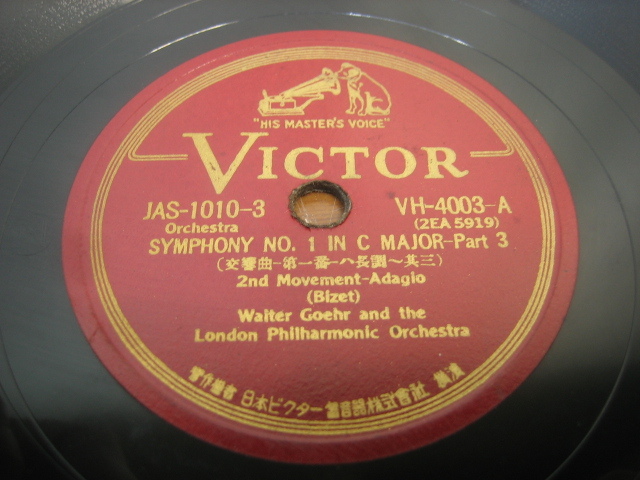 "HIS MASTER'S VOICE"
VICTOR
JAS-1010-3 VH-4003-A
Orchestra (2EA 5919)
SYMPHONY NO. 1 IN C MAJOR-Part 3
(交響曲-第一番-ハ長調~其三)
2nd Movement-Adagio
(Bizet)
Walter Goehr and the
London Philharmonic Orchestra
日本ビクター蓄音器株式會社 横濱